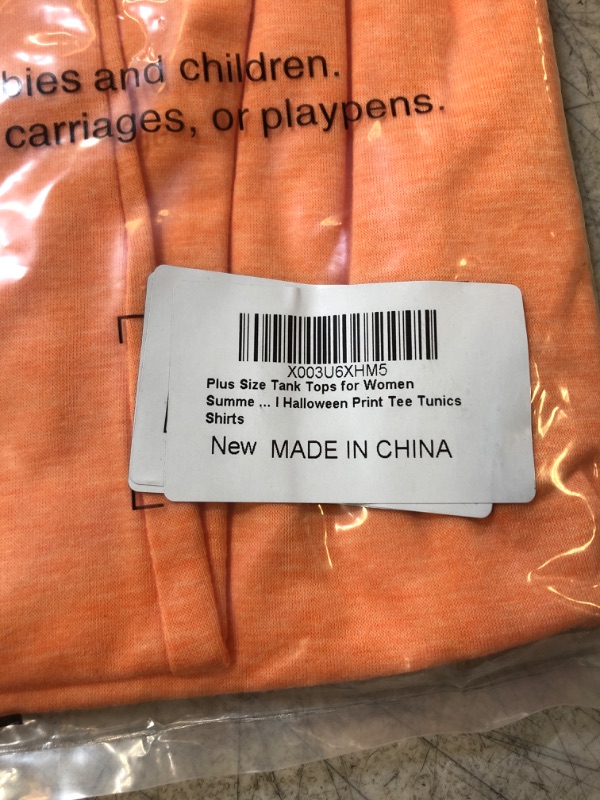 and children.
carriages, or playpens.
X003U6XHM5
Plus Size Tank Tops for Women
Summe ... l Halloween Print Tee Tunics
Shirts
New MADE IN CHINA